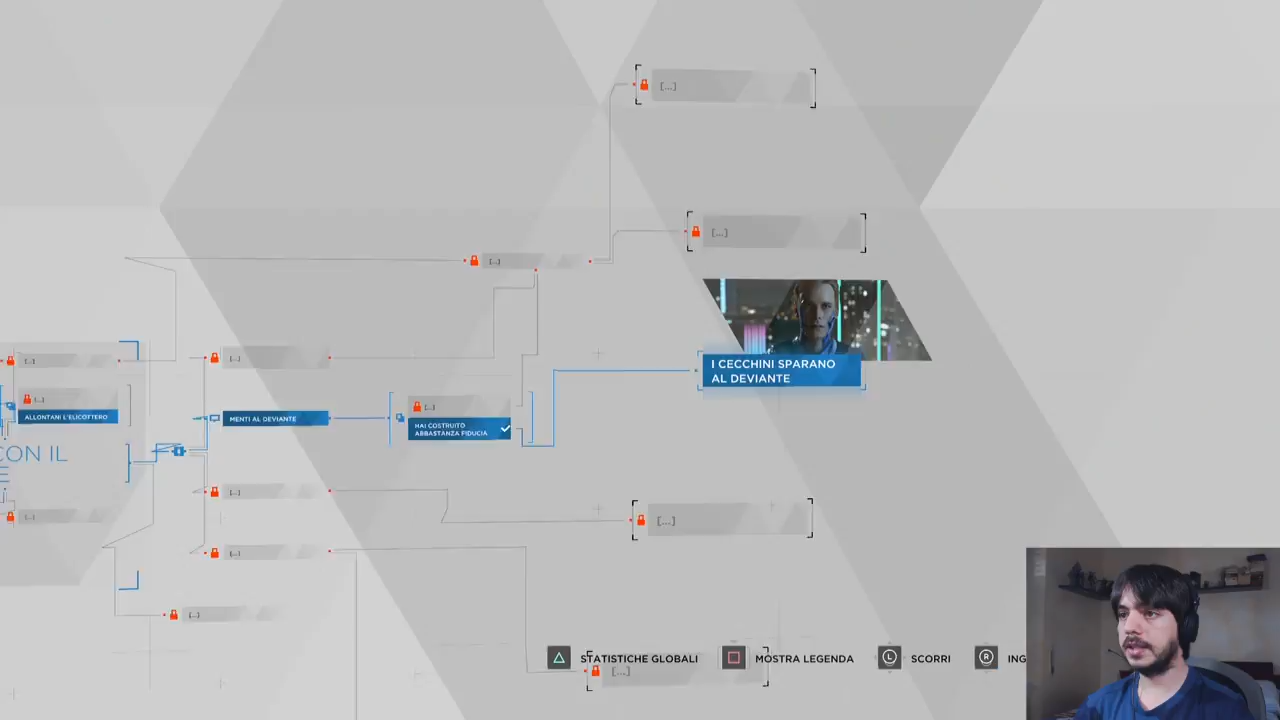 [...]
[...]
[...]
I CECCHINI SPARANO
AL DEVIANTE
[...]
[...]
[...]
[...]
ALLONTANI L'ELICOTTERO
MENTI AL DEVIANTE
HAI COSTRUITO
ABBASTANZA FIDUCIA
CON IL
E
[...]
[...]
[...]
[...]
[...]
[...]
STATISTICHE GLOBALI
MOSTRA LEGENDA
L
SCORRI
R
ING